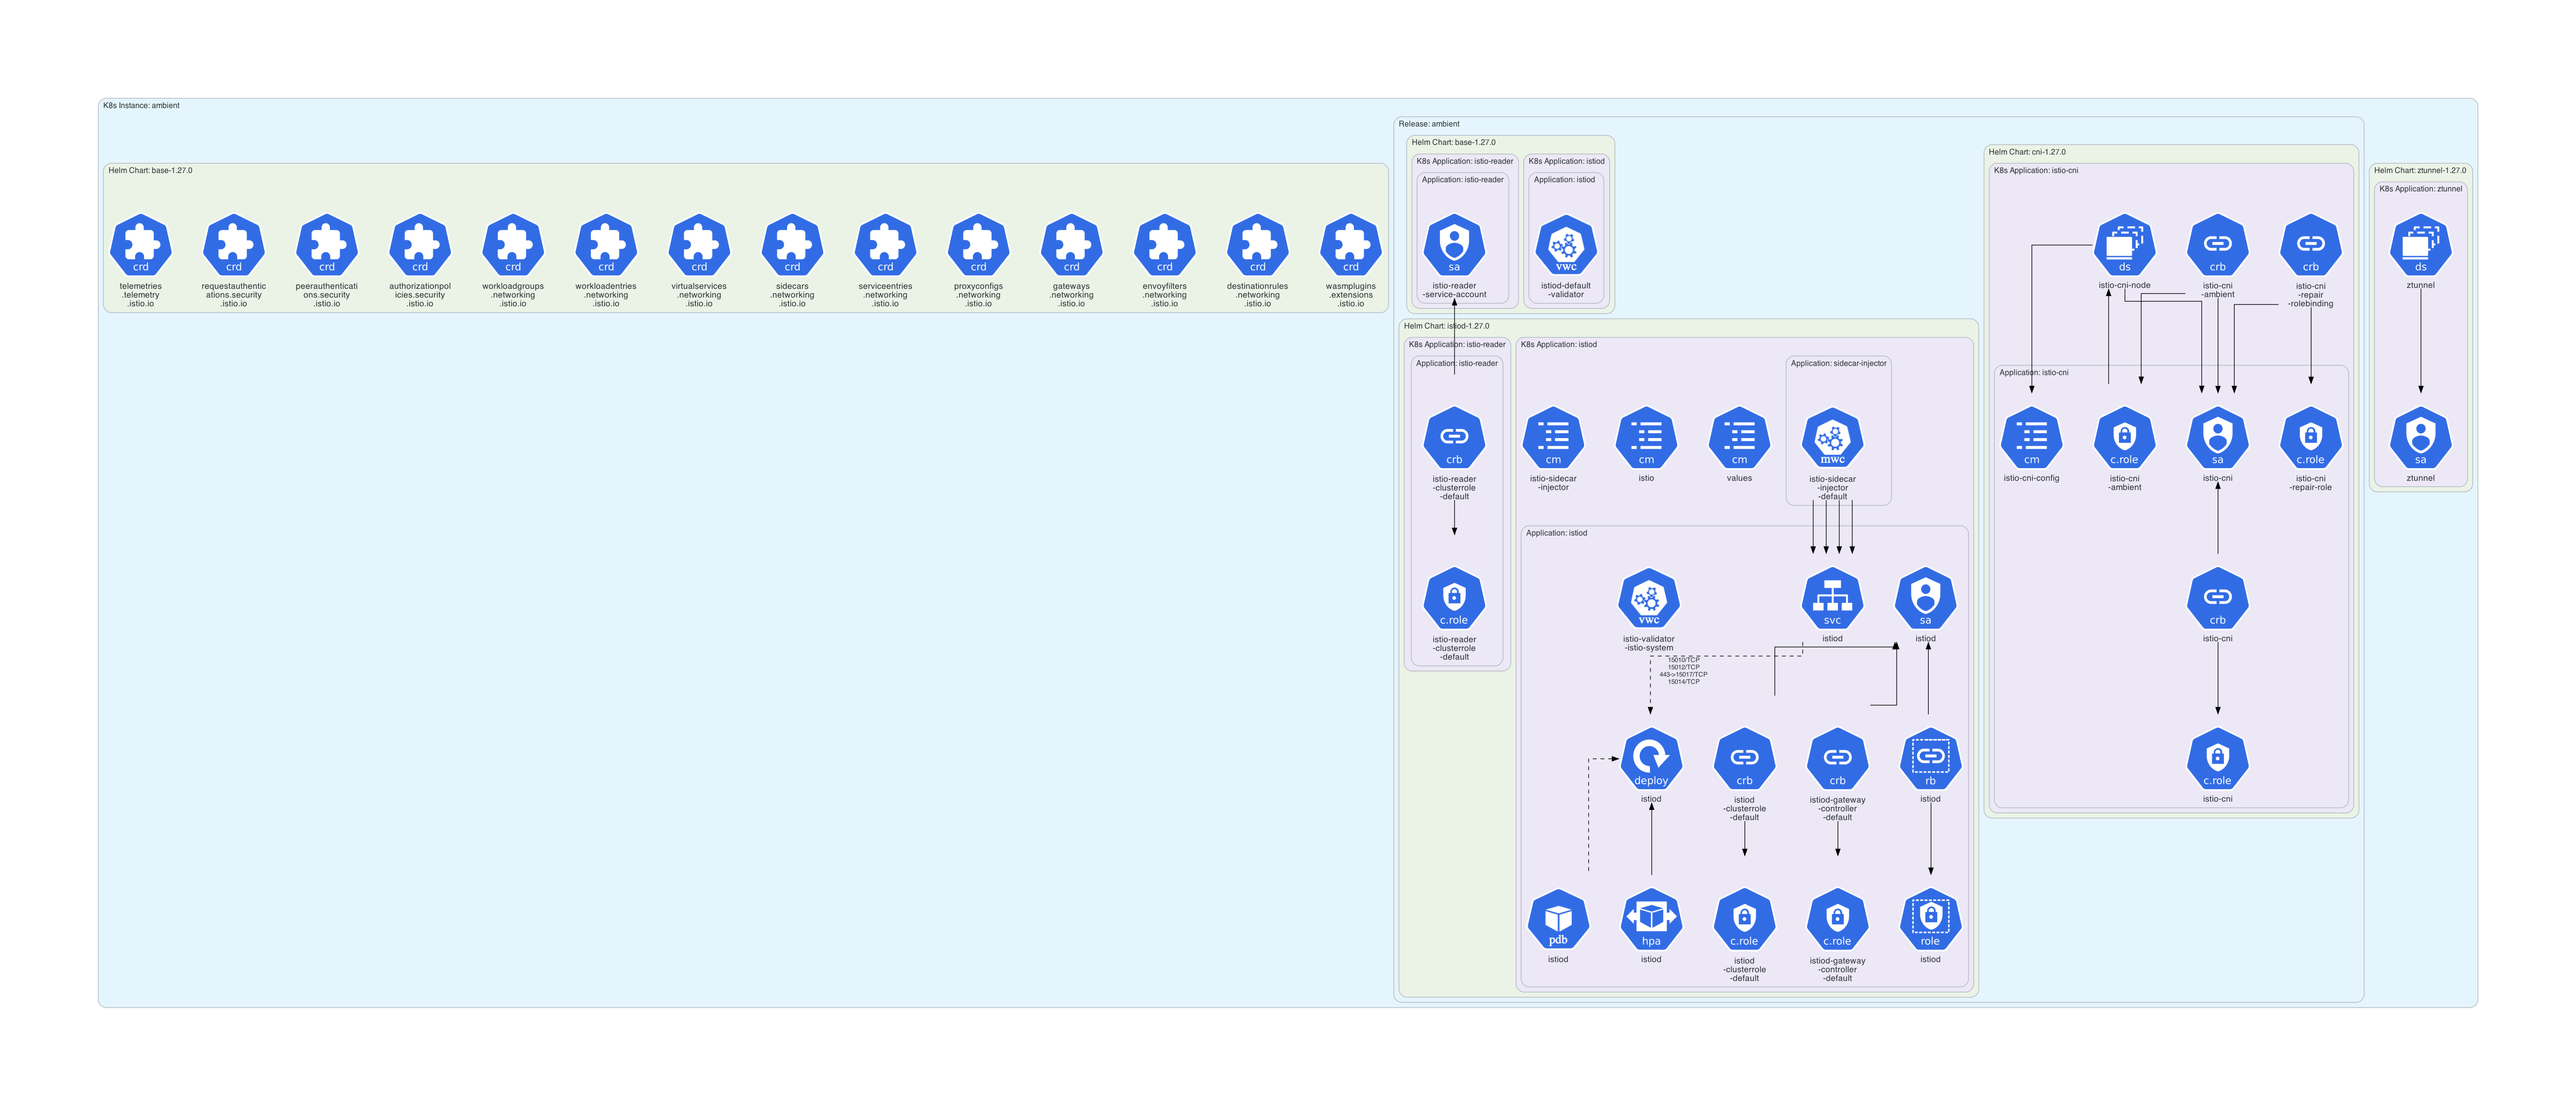 K8s Instance: ambient
Helm Chart: base-1.27.0
crd
telemetries
.telemetry
.istio.io
crd
requestauthentic
ations.security
.istio.io
crd
peerauthenticati
ons.security
.istio.io
crd
authorizationpol
icies.security
.istio.io
crd
workloadgroups
.networking
.istio.io
crd
workloadentries
.networking
.istio.io
crd
virtualservices
.networking
.istio.io
crd
sidecars
.networking
.istio.io
crd
serviceentries
.networking
.istio.io
crd
proxyconfigs
.networking
.istio.io
crd
gateways
.networking
.istio.io
crd
envoyfilters
.networking
.istio.io
crd
destinationrules
.networking
.istio.io
crd
wasmplugins
.extensions
.istio.io
Release: ambient
Helm Chart: base-1.27.0
K8s Application: istio-reader
Application: istio-reader
sa
istio-reader
-service-account
K8s Application: istiod
Application: istiod
vwc
istiod-default
-validator
Helm Chart: istiod-1.27.0
K8s Application: istio-reader
Application: istio-reader
crb
istio-reader
-clusterrole
-default
c.role
istio-reader
-clusterrole
-default
K8s Application: istiod
cm
istio-sidecar
-injector
cm
istio
cm
values
Application: sidecar-injector
mwc
istio-sidecar
-injector
-default
Application: istiod
vwc
istio-validator
-istio-system
svc
istiod
sa
istiod
15010/TCP
15012/TCP
443->15017/TCP
15014/TCP
deploy
istiod
crb
istiod
-clusterrole
-default
crb
istiod-gateway
-controller
-default
rb
istiod
pdb
istiod
hpa
istiod
c.role
istiod
-clusterrole
-default
c.role
istiod-gateway
-controller
-default
role
istiod
Helm Chart: cni-1.27.0
K8s Application: istio-cni
ds
istio-cni-node
crb
istio-cni
-ambient
crb
istio-cni
-repair
-rolebinding
Application: istio-cni
cm
istio-cni-config
c.role
istio-cni
-ambient
sa
istio-cni
c.role
istio-cni
-repair-role
crb
istio-cni
c.role
istio-cni
Helm Chart: ztunnel-1.27.0
K8s Application: ztunnel
ds
ztunnel
sa
ztunnel